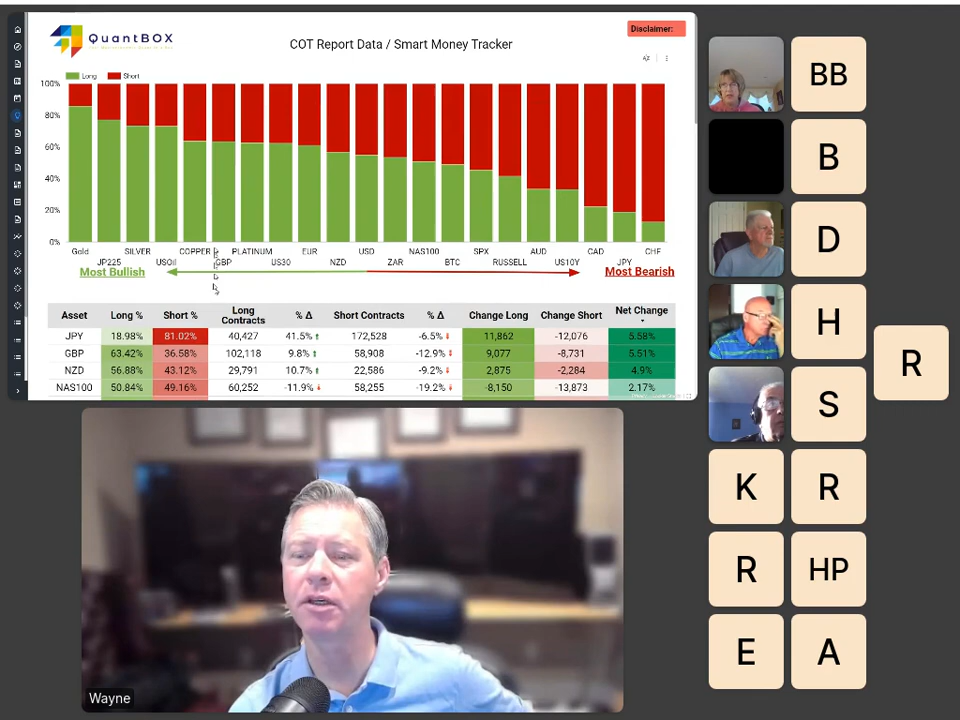 QuantBOX
COT Report Data / Smart Money Tracker
Disclaimer:
Long Short
100%
80%
60%
40%
20%
0%
Gold SILVER COPPER PLATINUM EUR USD NAS100 SPX AUD CAD CHF
JP225 USOil GBP US30 NZD ZAR BTC RUSSELL US10Y JPY
Most Bullish Most Bearish
Asset Long % Short % Long Contracts % Δ Short Contracts % Δ Change Long Change Short Net Change
JPY 18.98% 81.02% 40,427 41.5% 172,528 -6.5% 11,862 -12,076 5.58%
GBP 63.42% 36.58% 102,118 9.8% 58,908 -12.9% 9,077 -8,731 5.51%
NZD 56.88% 43.12% 29,791 10.7% 22,586 -9.2% 2,875 -2,284 4.9%
NAS100 50.84% 49.16% 60,252 -11.9% 58,255 -19.2% -8,150 -13,873 2.17%
BB
B
D
H
R
S
K R
R HP
E A
Wayne